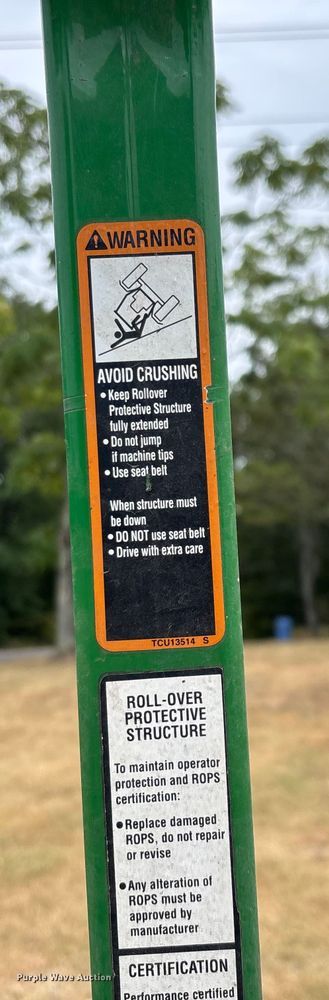 WARNING
AVOID CRUSHING
• Keep Rollover
Protective Structure
fully extended
• Do not jump
if machine tips
• Use seat belt
When structure must
be down
• DO NOT use seat belt
• Drive with extra care
TCU13514 S
ROLL-OVER
PROTECTIVE
STRUCTURE
To maintain operator
protection and ROPS
certification:
• Replace damaged
ROPS, do not repair
or revise
• Any alteration of
ROPS must be
approved by
manufacturer
CERTIFICATION
Performance certified
Purple Wave Auction